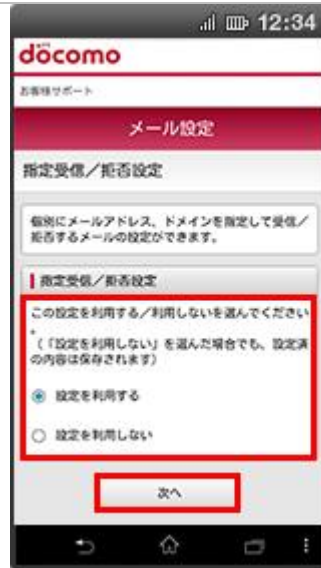 12:34
döcomo
お客様サポート
メール設定
指定受信／拒否設定
個別にメールアドレス、ドメインを指定して受信／
拒否するメールの設定ができます。
指定受信／拒否設定
この設定を利用する／利用しないを選んでください
。
（「設定を利用しない」を選んだ場合でも、設定済
の内容は保存されます）
設定を利用する
設定を利用しない
次へ